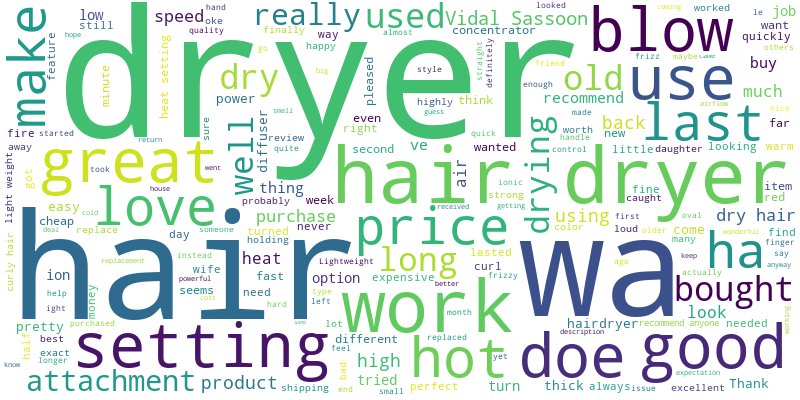 dryer
hair
wa
hair dryer
blow
use
last
great
love
price
work
hot
doe
good
setting
make
really
used
Vidal Sassoon
concentrator
speed
low
still
oke
job
want
quickly
others
worked
le
looked
hand
coming
maybe
came
frizz
definitely
almost
hope
finally
way
quality
go
happy
style
straight
friend
pleased
feature
minute
heat setting
dry
old
buy
much
power
highly
think
recommend
enough
airflow
nice
big
smell
guess
fire
started
return
sure
review
quite
even
right
quick
made
handle
worth
control
back
new
far
warm
away
well
diffuser
ve
second
wanted
drying
little
daughter
looking
light weight
got
took
went
air
thing
probably
week
house
ionic
strong
received
getting
fine
caught
item
red
easy
cheap
replace
cold
deal
someone
purchase
turned
never
holding
long
using
color
first
loud
oval
older
come
many
dry hair
wonderful
find
finger
say
anyway
ha
bought
curly hair
day
instead
wife
heat
Lightweight
option
lasted
curl
ion
replacement
seems
fast
powerful
expensive
frizzy
better
ago
keep
actually
look
help
ight
money
cost
need
hard
type
left
month
hairdryer
recommend anyone
needed
working
pretty
purchased
lot
different
replaced
description
best
exact
longer
half
feel
bad
high
tried
yet
expectation
know
attachment
product
shipping
end
small
perfect
turn
thick
always
issue
excellent
Thank